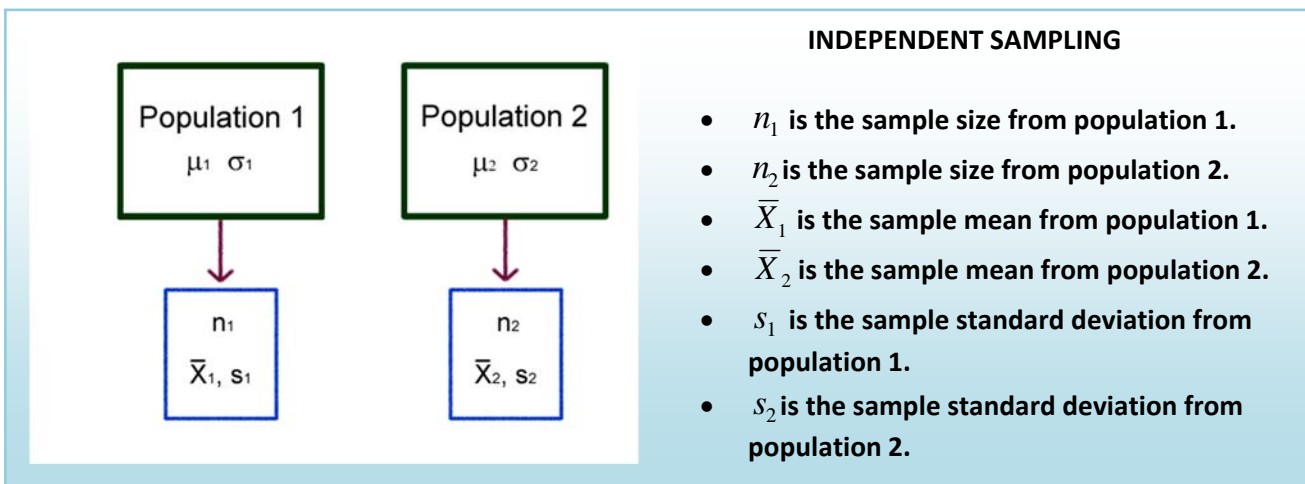 Population 1
μ₁ σ₁
n₁
X̄₁, s₁
Population 2
μ₂ σ₂
n₂
X̄₂, s₂
INDEPENDENT SAMPLING
• n₁ is the sample size from population 1.
• n₂ is the sample size from population 2.
• X̄₁ is the sample mean from population 1.
• X̄₂ is the sample mean from population 2.
• s₁ is the sample standard deviation from
population 1.
• s₂ is the sample standard deviation from
population 2.